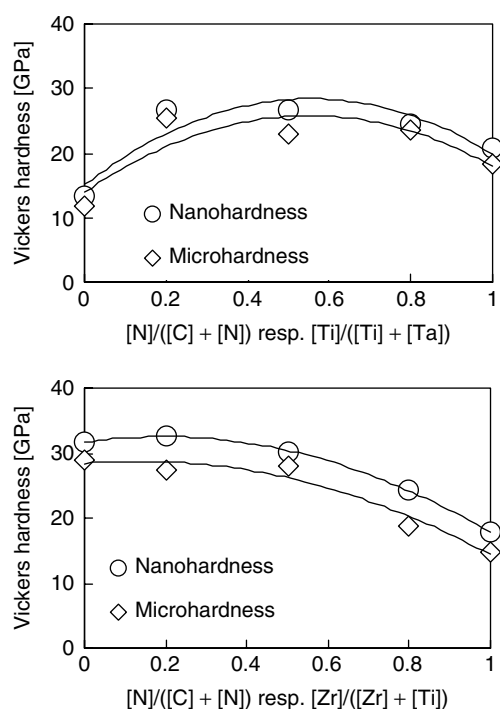 Vickers hardness [GPa]
40
30
20
10
0
Nanohardness
Microhardness
0 0.2 0.4 0.6 0.8 1
[N]/([C] + [N]) resp. [Ti]/([Ti] + [Ta])
Vickers hardness [GPa]
40
30
20
10
0
Nanohardness
Microhardness
0 0.2 0.4 0.6 0.8 1
[N]/([C] + [N]) resp. [Zr]/([Zr] + [Ti])